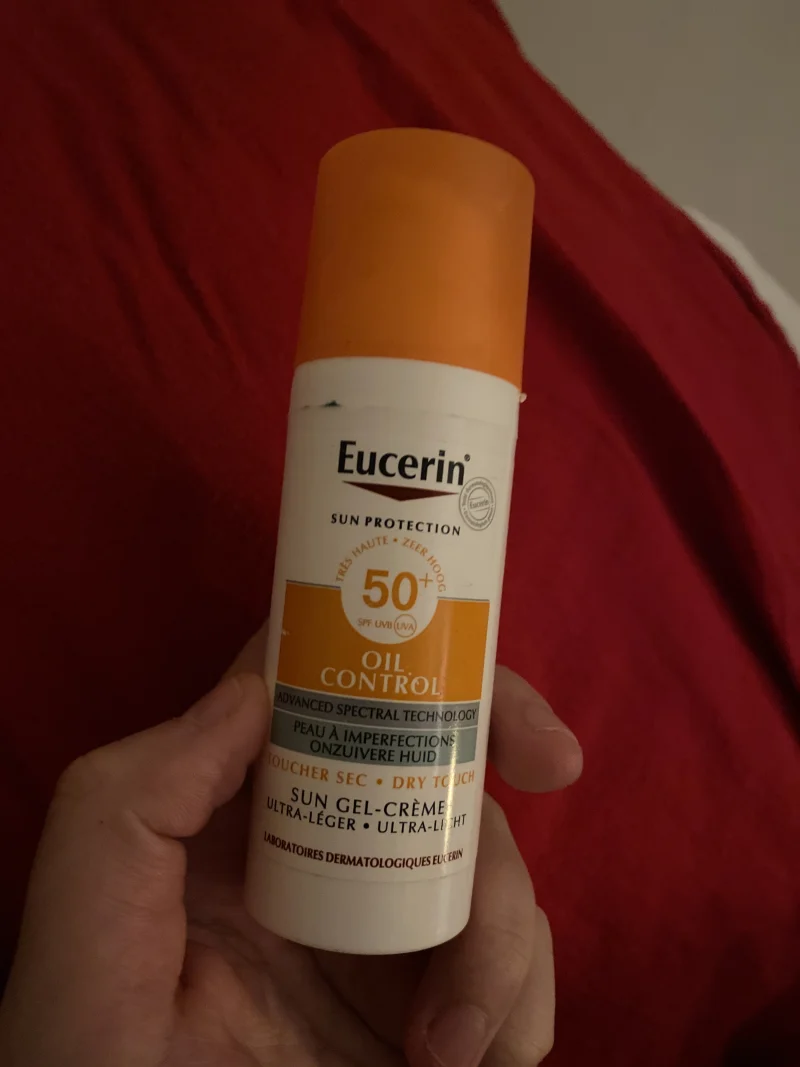 Eucerin®
SUN PROTECTION
TRÈS HAUTE • ZEER HOOG
50+
SPF UVB UVA
OIL
CONTROL
ADVANCED SPECTRAL TECHNOLOGY
PEAU À IMPERFECTIONS
ONZUIVERE HUID
TOUCHER SEC • DRY TOUCH
SUN GEL-CRÈME
ULTRA-LÉGER • ULTRA-LICHT
LABORATOIRES DERMATOLOGIQUES EUCERIN